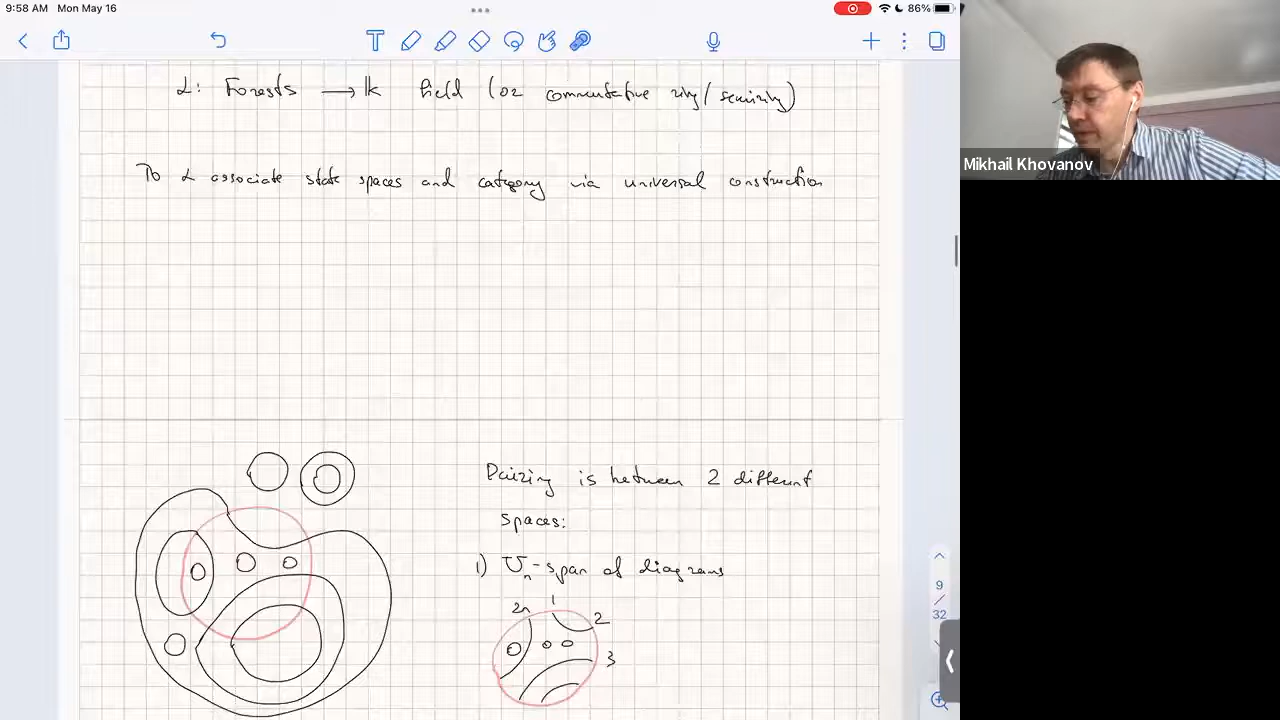 9:58 AM Mon May 16
86%
α: Forests → k field (or commutative ring/semiring)
To α associate state spaces and category via universal construction
Mikhail Khovanov
Pairing is between 2 different
spaces:
1) U_n - span of diagrams
2n 1 2
3
9
32